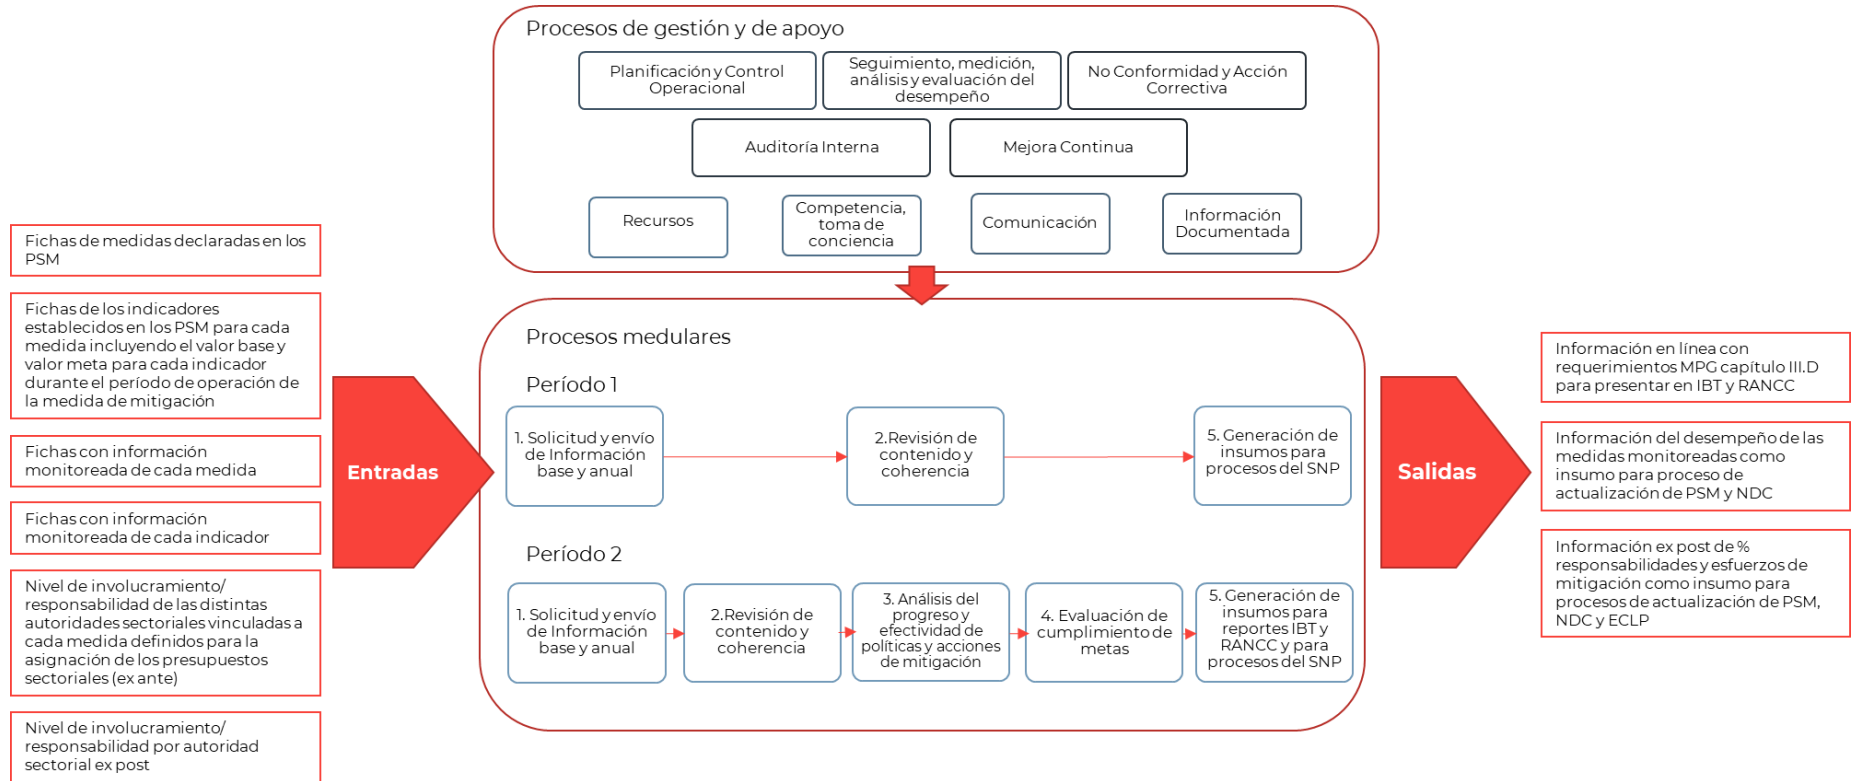 Procesos de gestión y de apoyo
Planificación y Control
Operacional
Seguimiento, medición,
análisis y evaluación del
desempeño
No Conformidad y Acción
Correctiva
Auditoría Interna
Mejora Continua
Recursos
Competencia,
toma de
conciencia
Comunicación
Información
Documentada
Fichas de medidas declaradas en los
PSM
Fichas de los indicadores
establecidos en los PSM para cada
medida incluyendo el valor base y
valor meta para cada indicador
durante el período de operación de
la medida de mitigación
Fichas con información
monitoreada de cada medida
Fichas con información
monitoreada de cada indicador
Nivel de involucramiento/
responsabilidad de las distintas
autoridades sectoriales vinculadas a
cada medida definidos para la
asignación de los presupuestos
sectoriales (ex ante)
Nivel de involucramiento/
responsabilidad por autoridad
sectorial ex post
Entradas
Procesos medulares
Período 1
1. Solicitud y envío
de Información
base y anual
2.Revisión de
contenido y
coherencia
5. Generación de
insumos para
procesos del SNP
Período 2
1. Solicitud y envío
de Información
base y anual
2.Revisión de
contenido y
coherencia
3. Análisis del
progreso y
efectividad de
políticas y acciones
de mitigación
4. Evaluación de
cumplimiento de
metas
5. Generación de
insumos para
reportes IBT y
RANCC y para
procesos del SNP
Salidas
Información en línea con
requerimientos MPG capítulo III.D
para presentar en IBT y RANCC
Información del desempeño de las
medidas monitoreadas como
insumo para proceso de
actualización de PSM y NDC
Información ex post de %
responsabilidades y esfuerzos de
mitigación como insumo para
procesos de actualización de PSM,
NDC y ECLP